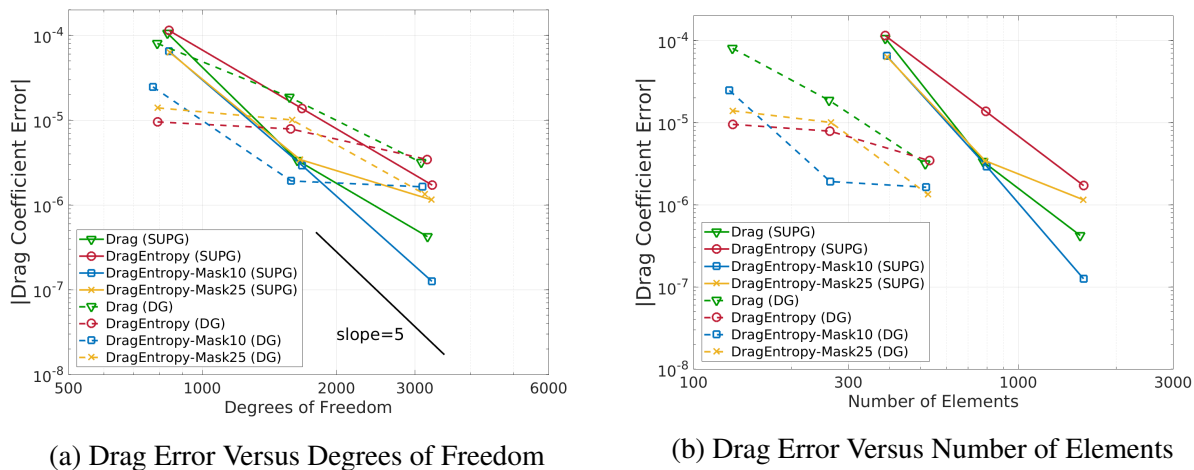 10-4
10-5
10-6
10-7
10-8
|Drag Coefficient Error|
Drag (SUPG)
DragEntropy (SUPG)
DragEntropy-Mask10 (SUPG)
DragEntropy-Mask25 (SUPG)
Drag (DG)
DragEntropy (DG)
DragEntropy-Mask10 (DG)
DragEntropy-Mask25 (DG)
slope=5
500 1000 2000 3000 6000
Degrees of Freedom
(a) Drag Error Versus Degrees of Freedom
10-4
10-5
10-6
10-7
10-8
|Drag Coefficient Error|
Drag (SUPG)
DragEntropy (SUPG)
DragEntropy-Mask10 (SUPG)
DragEntropy-Mask25 (SUPG)
Drag (DG)
DragEntropy (DG)
DragEntropy-Mask10 (DG)
DragEntropy-Mask25 (DG)
100 300 1000 3000
Number of Elements
(b) Drag Error Versus Number of Elements